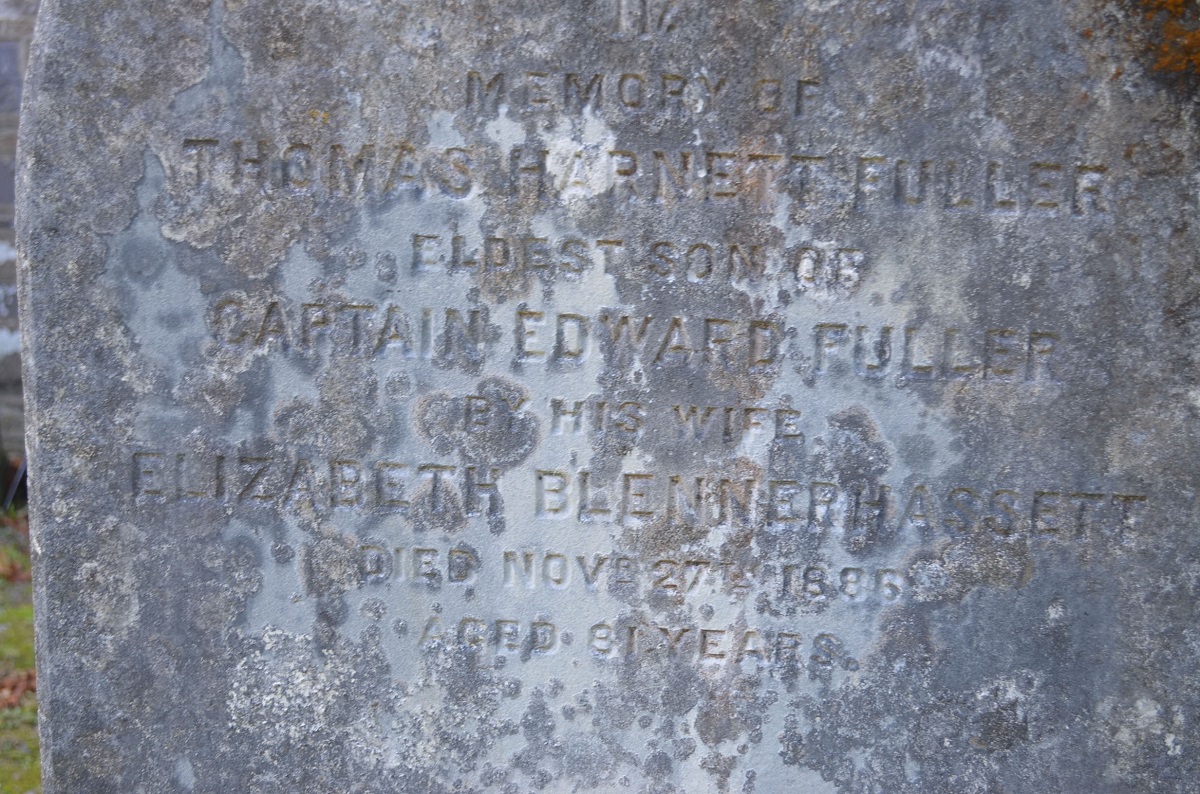 IN
MEMORY OF
THOMAS HARNETT FULLER
ELDEST SON OF
CAPTAIN EDWARD FULLER
BY HIS WIFE
ELIZABETH BLENNERHASSETT
DIED NOVR 27TH 1886
AGED 81 YEARS